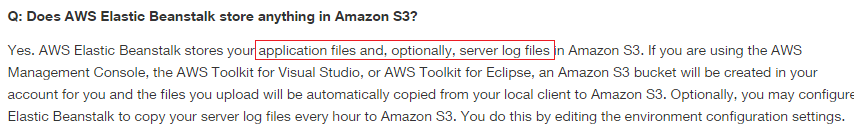 Q: Does AWS Elastic Beanstalk store anything in Amazon S3?
Yes. AWS Elastic Beanstalk stores your application files and, optionally, server log files in Amazon S3. If you are using the AWS
Management Console, the AWS Toolkit for Visual Studio, or AWS Toolkit for Eclipse, an Amazon S3 bucket will be created in your
account for you and the files you upload will be automatically copied from your local client to Amazon S3. Optionally, you may configure
Elastic Beanstalk to copy your server log files every hour to Amazon S3. You do this by editing the environment configuration settings.